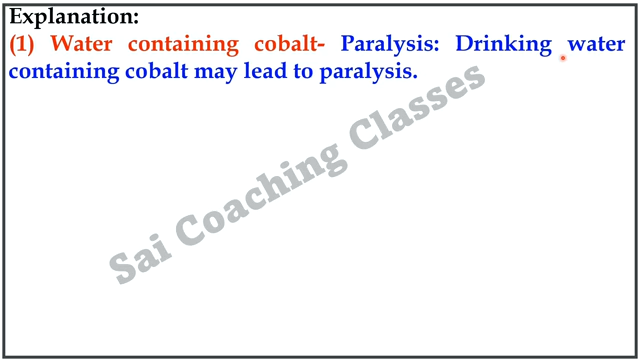 Explanation:
(1) Water containing cobalt- Paralysis: Drinking water
containing cobalt may lead to paralysis.
Sai Coaching Classes